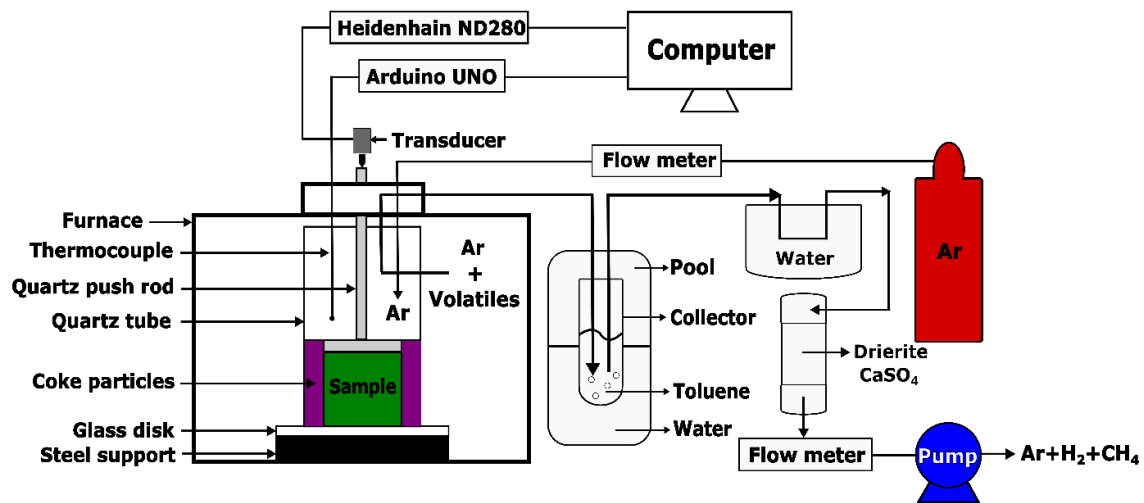 Heidenhain ND280
Computer
Arduino UNO
Transducer
Flow meter
Furnace
Thermocouple
Quartz push rod
Quartz tube
Coke particles
Glass disk
Steel support
Ar
+
Volatiles
Ar
Sample
Pool
Collector
Toluene
Water
Water
Drierite
CaSO₄
Ar
Flow meter
Pump
Ar+H₂+CH₄